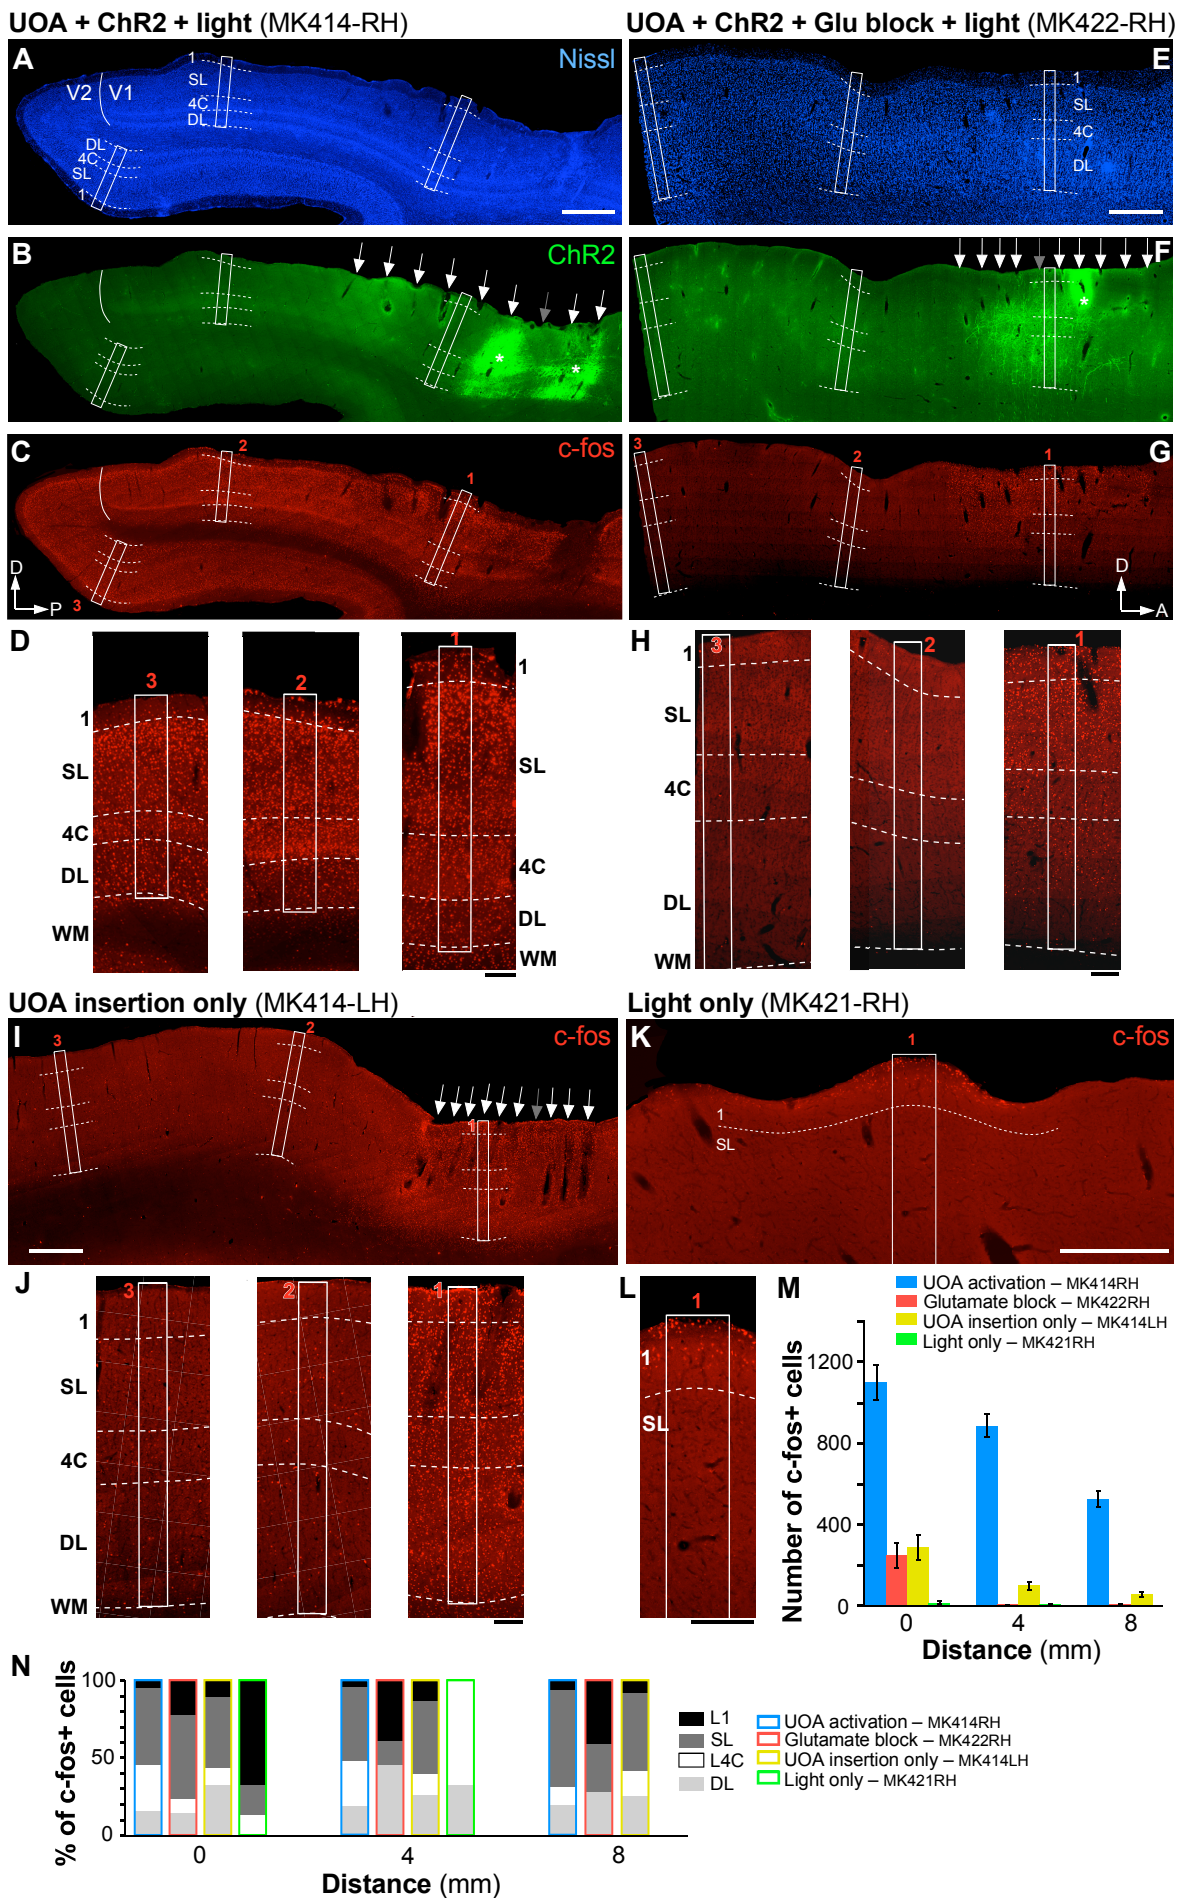 UOA + ChR2 + light (MK414-RH)
UOA + ChR2 + Glu block + light (MK422-RH)
A
Nissl
1
SL
4C
DL
V2 V1
DL
4C
SL
1
E
1
SL
4C
DL
B
ChR2
*
*
F
*
C
c-fos
2
1
3
D
P
G
3
2
1
D
A
D
3
2
1
1
SL
4C
DL
WM
1
SL
4C
DL
WM
H
3
2
1
1
SL
4C
DL
WM
UOA insertion only (MK414-LH)
Light only (MK421-RH)
I
c-fos
3
2
1
K
c-fos
1
1
SL
J
3
2
1
1
SL
4C
DL
WM
L
1
1
SL
M
UOA activation – MK414RH
Glutamate block – MK422RH
UOA insertion only – MK414LH
Light only – MK421RH
Number of c-fos+ cells
1200
800
400
0
0 4 8
Distance (mm)
N
% of c-fos+ cells
100
50
0
0 4 8
Distance (mm)
L1
SL
L4C
DL
UOA activation – MK414RH
Glutamate block – MK422RH
UOA insertion only – MK414LH
Light only – MK421RH